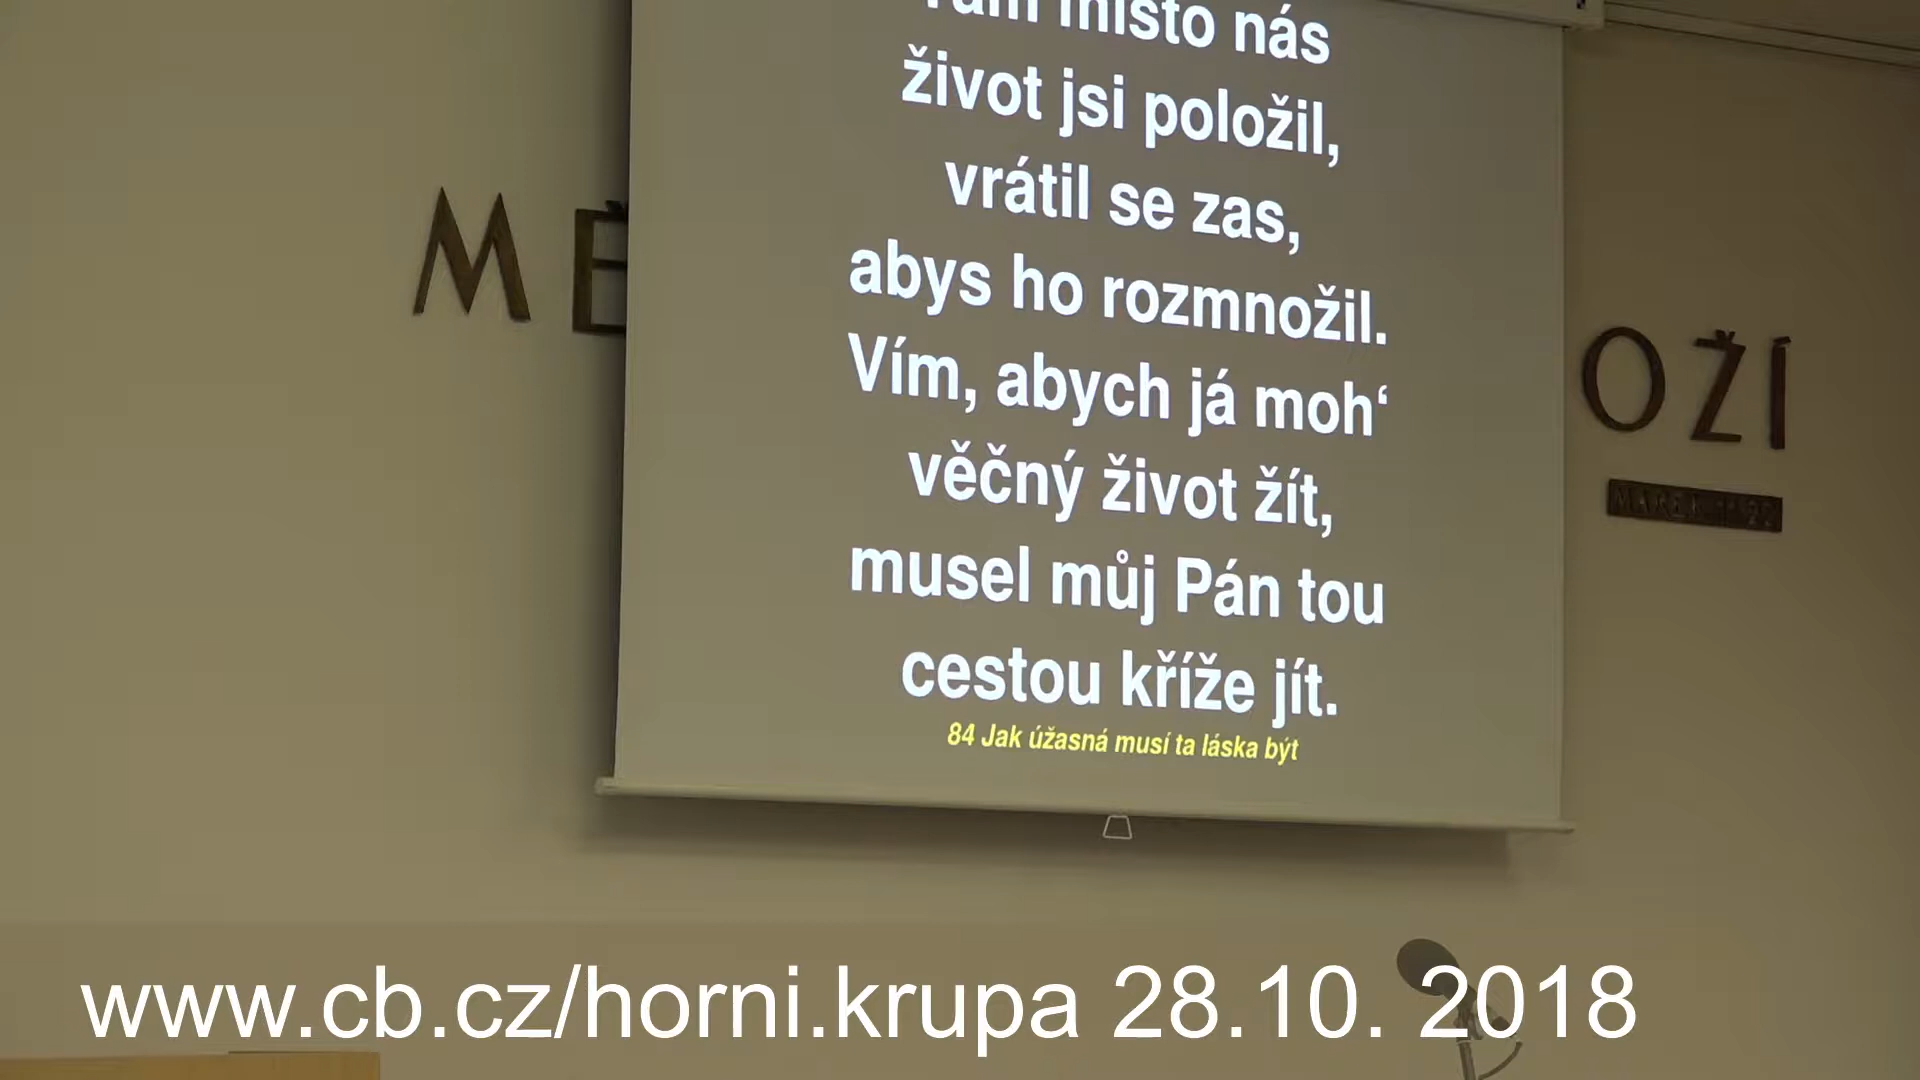 místo nás
život jsi položil,
vrátil se zas,
abys ho rozmnožil.
Vím, abych já moh‘
věčný život žít,
musel můj Pán tou
cestou kříže jít.
84 Jak úžasná musí ta láska být
MĚ
OŽÍ
www.cb.cz/horni.krupa 28.10. 2018